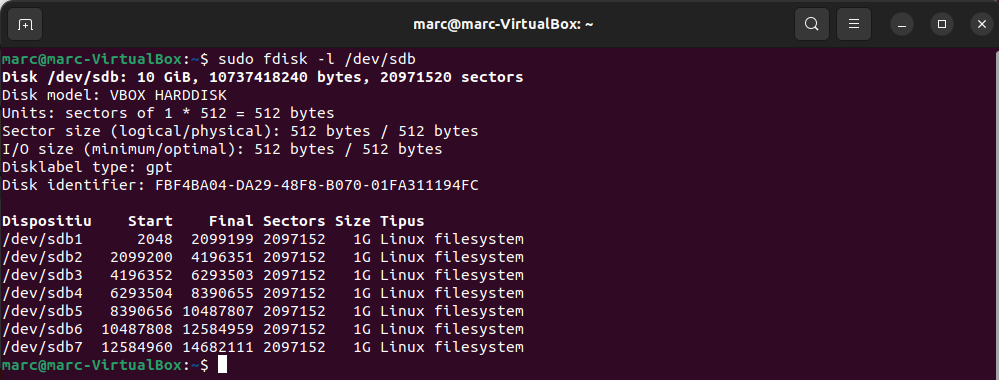 marc@marc-VirtualBox: ~
marc@marc-VirtualBox:~$ sudo fdisk -l /dev/sdb
Disk /dev/sdb: 10 GiB, 10737418240 bytes, 20971520 sectors
Disk model: VBOX HARDDISK
Units: sectors of 1 * 512 = 512 bytes
Sector size (logical/physical): 512 bytes / 512 bytes
I/O size (minimum/optimal): 512 bytes / 512 bytes
Disklabel type: gpt
Disk identifier: FBF4BA04-DA29-48F8-B070-01FA311194FC
Dispositiu    Start    Final Sectors Size Tipus
/dev/sdb1      2048  2099199 2097152   1G Linux filesystem
/dev/sdb2   2099200  4196351 2097152   1G Linux filesystem
/dev/sdb3   4196352  6293503 2097152   1G Linux filesystem
/dev/sdb4   6293504  8390655 2097152   1G Linux filesystem
/dev/sdb5   8390656 10487807 2097152   1G Linux filesystem
/dev/sdb6  10487808 12584959 2097152   1G Linux filesystem
/dev/sdb7  12584960 14682111 2097152   1G Linux filesystem
marc@marc-VirtualBox:~$